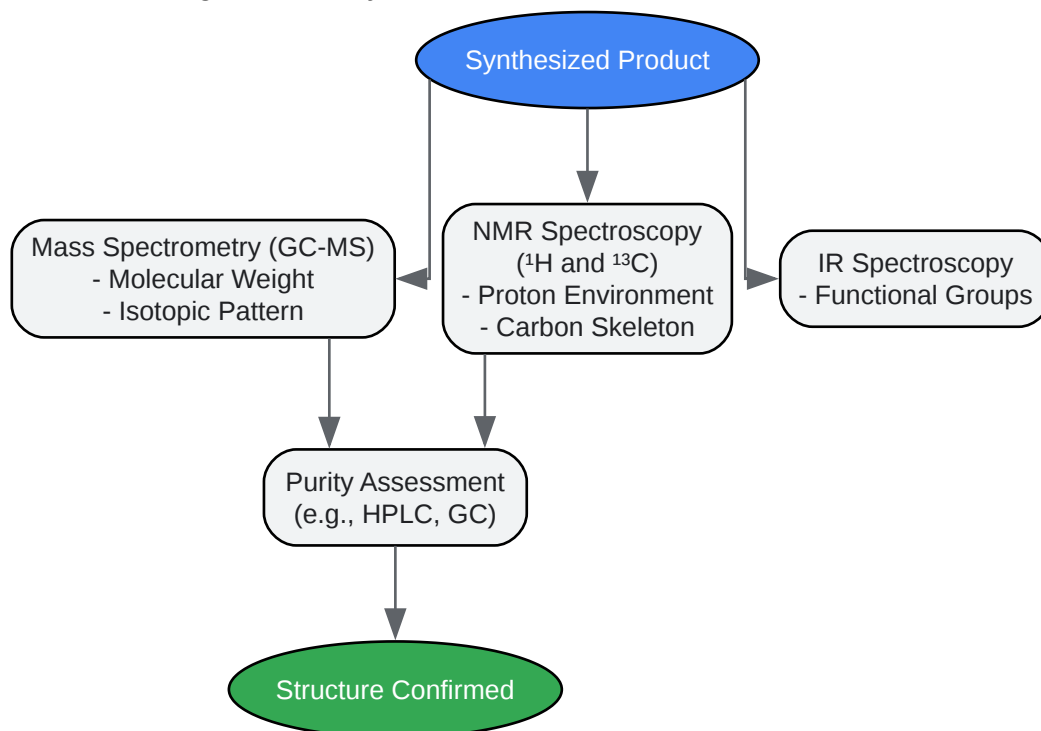 Synthesized Product
Mass Spectrometry (GC-MS)
- Molecular Weight
- Isotopic Pattern
NMR Spectroscopy
(¹H and ¹³C)
- Proton Environment
- Carbon Skeleton
IR Spectroscopy
- Functional Groups
Purity Assessment
(e.g., HPLC, GC)
Structure Confirmed